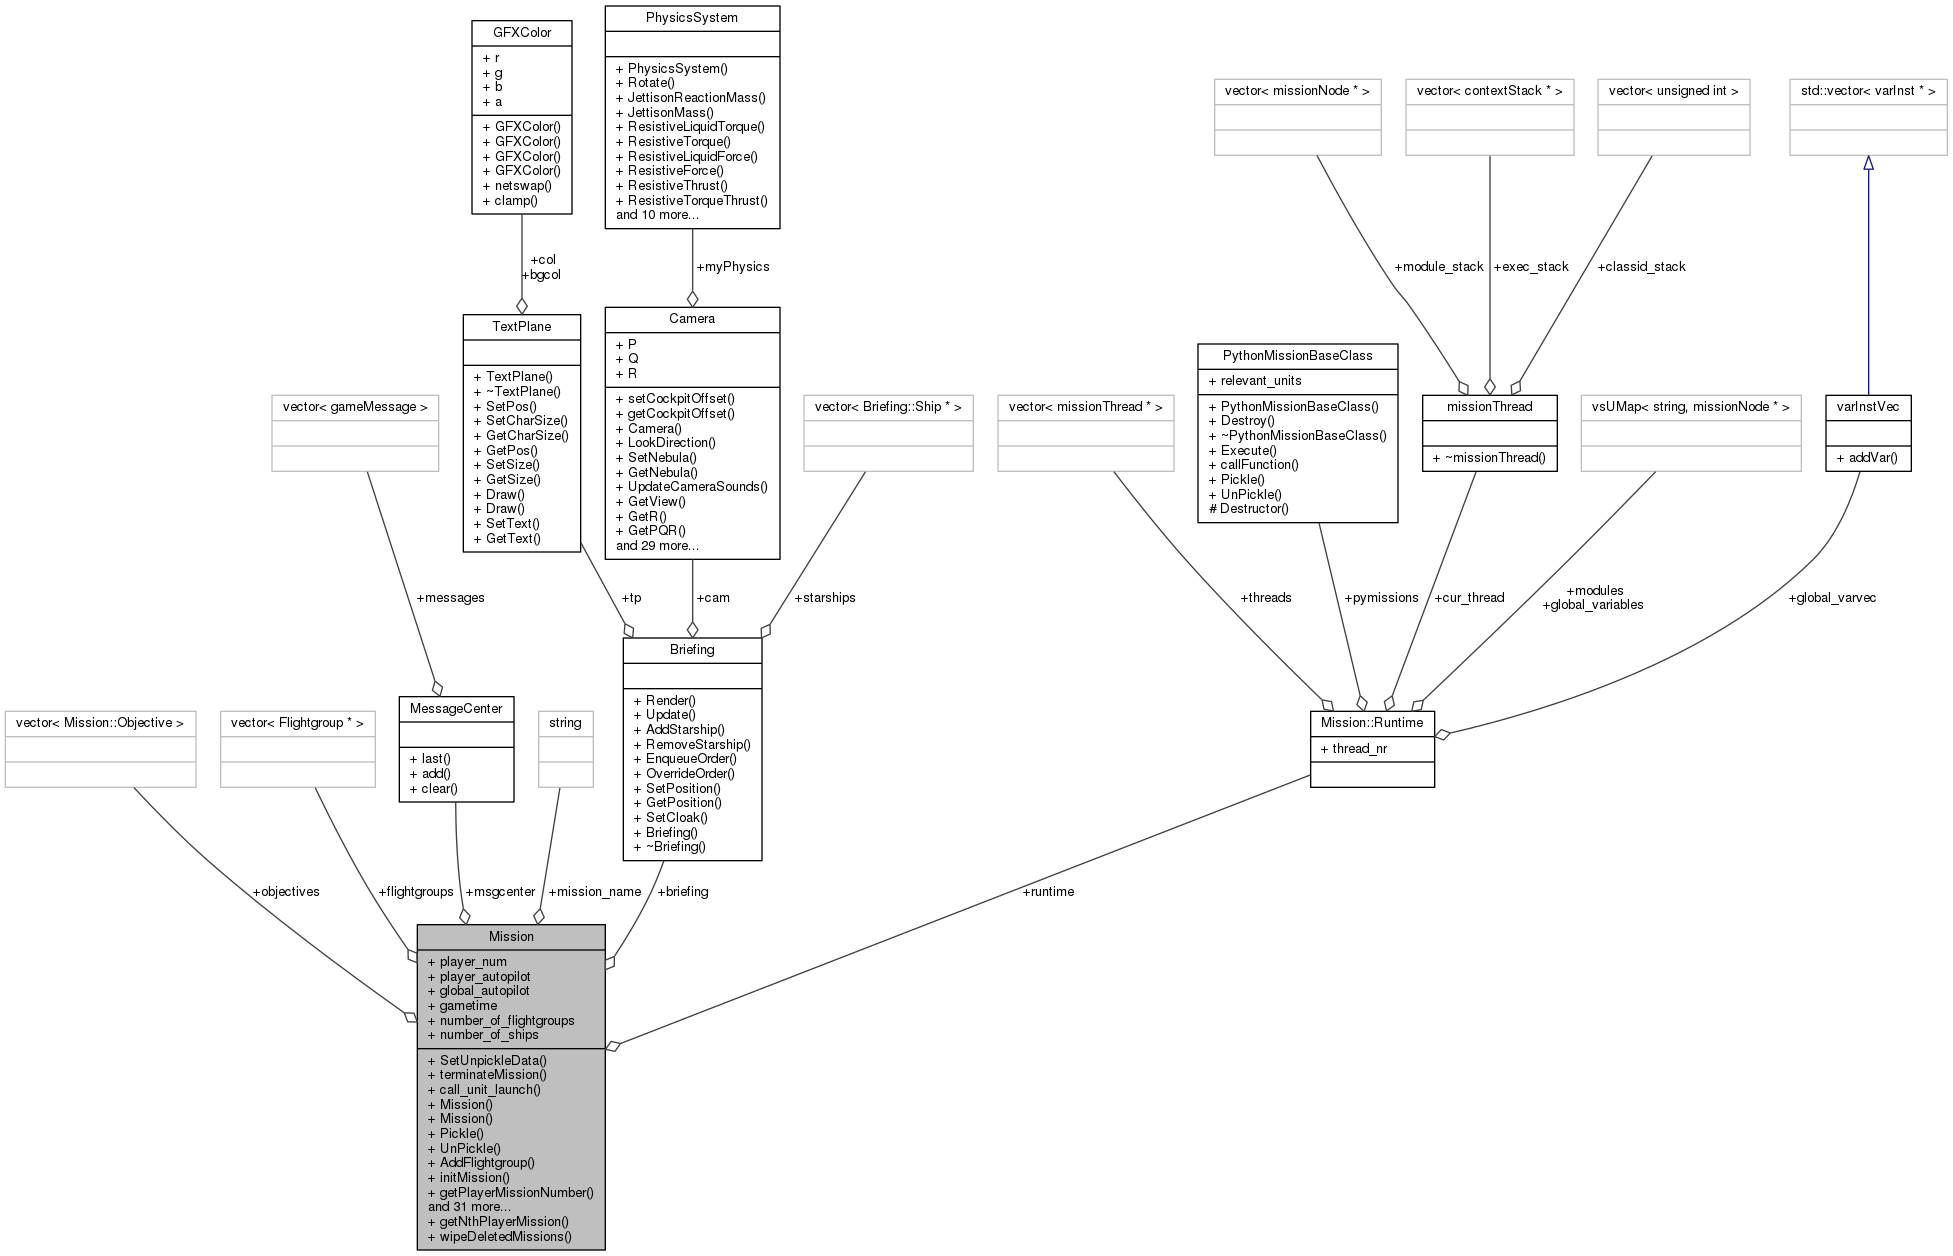 GFXColor
+ r
+ g
+ b
+ a
+ GFXColor()
+ GFXColor()
+ GFXColor()
+ GFXColor()
+ netswap()
+ clamp()
PhysicsSystem
+ PhysicsSystem()
+ Rotate()
+ JettisonReactionMass()
+ JettisonMass()
+ ResistiveLiquidTorque()
+ ResistiveTorque()
+ ResistiveLiquidForce()
+ ResistiveForce()
+ ResistiveThrust()
+ ResistiveTorqueThrust()
and 10 more...
vector< missionNode * >
vector< contextStack * >
vector< unsigned int >
std::vector< varInst * >
+col
+bgcol
+myPhysics
+module_stack
+exec_stack
+classid_stack
TextPlane
+ TextPlane()
+ ~TextPlane()
+ SetPos()
+ SetCharSize()
+ GetCharSize()
+ GetPos()
+ SetSize()
+ GetSize()
+ Draw()
+ Draw()
+ SetText()
+ GetText()
Camera
+ P
+ Q
+ R
+ setCockpitOffset()
+ getCockpitOffset()
+ Camera()
+ LookDirection()
+ SetNebula()
+ GetNebula()
+ UpdateCameraSounds()
+ GetView()
+ GetR()
+ GetPQR()
and 29 more...
PythonMissionBaseClass
+ relevant_units
+ PythonMissionBaseClass()
+ Destroy()
+ ~PythonMissionBaseClass()
+ Execute()
+ callFunction()
+ Pickle()
+ UnPickle()
# Destructor()
vector< gameMessage >
vector< Briefing::Ship * >
vector< missionThread * >
missionThread
+ ~missionThread()
vsUMap< string, missionNode * >
varInstVec
+ addVar()
+messages
+tp
+cam
+starships
+threads
+pymissions
+cur_thread
+modules
+global_variables
+global_varvec
Briefing
+ Render()
+ Update()
+ AddStarship()
+ RemoveStarship()
+ EnqueueOrder()
+ OverrideOrder()
+ SetPosition()
+ GetPosition()
+ SetCloak()
+ Briefing()
+ ~Briefing()
vector< Mission::Objective >
vector< Flightgroup * >
MessageCenter
+ last()
+ add()
+ clear()
string
Mission::Runtime
+ thread_nr
+objectives
+flightgroups
+msgcenter
+mission_name
+briefing
+runtime
Mission
+ player_num
+ player_autopilot
+ global_autopilot
+ gametime
+ number_of_flightgroups
+ number_of_ships
+ SetUnpickleData()
+ terminateMission()
+ call_unit_launch()
+ Mission()
+ Mission()
+ Pickle()
+ UnPickle()
+ AddFlightgroup()
+ initMission()
+ getPlayerMissionNumber()
and 31 more...
+ getNthPlayerMission()
+ wipeDeletedMissions()